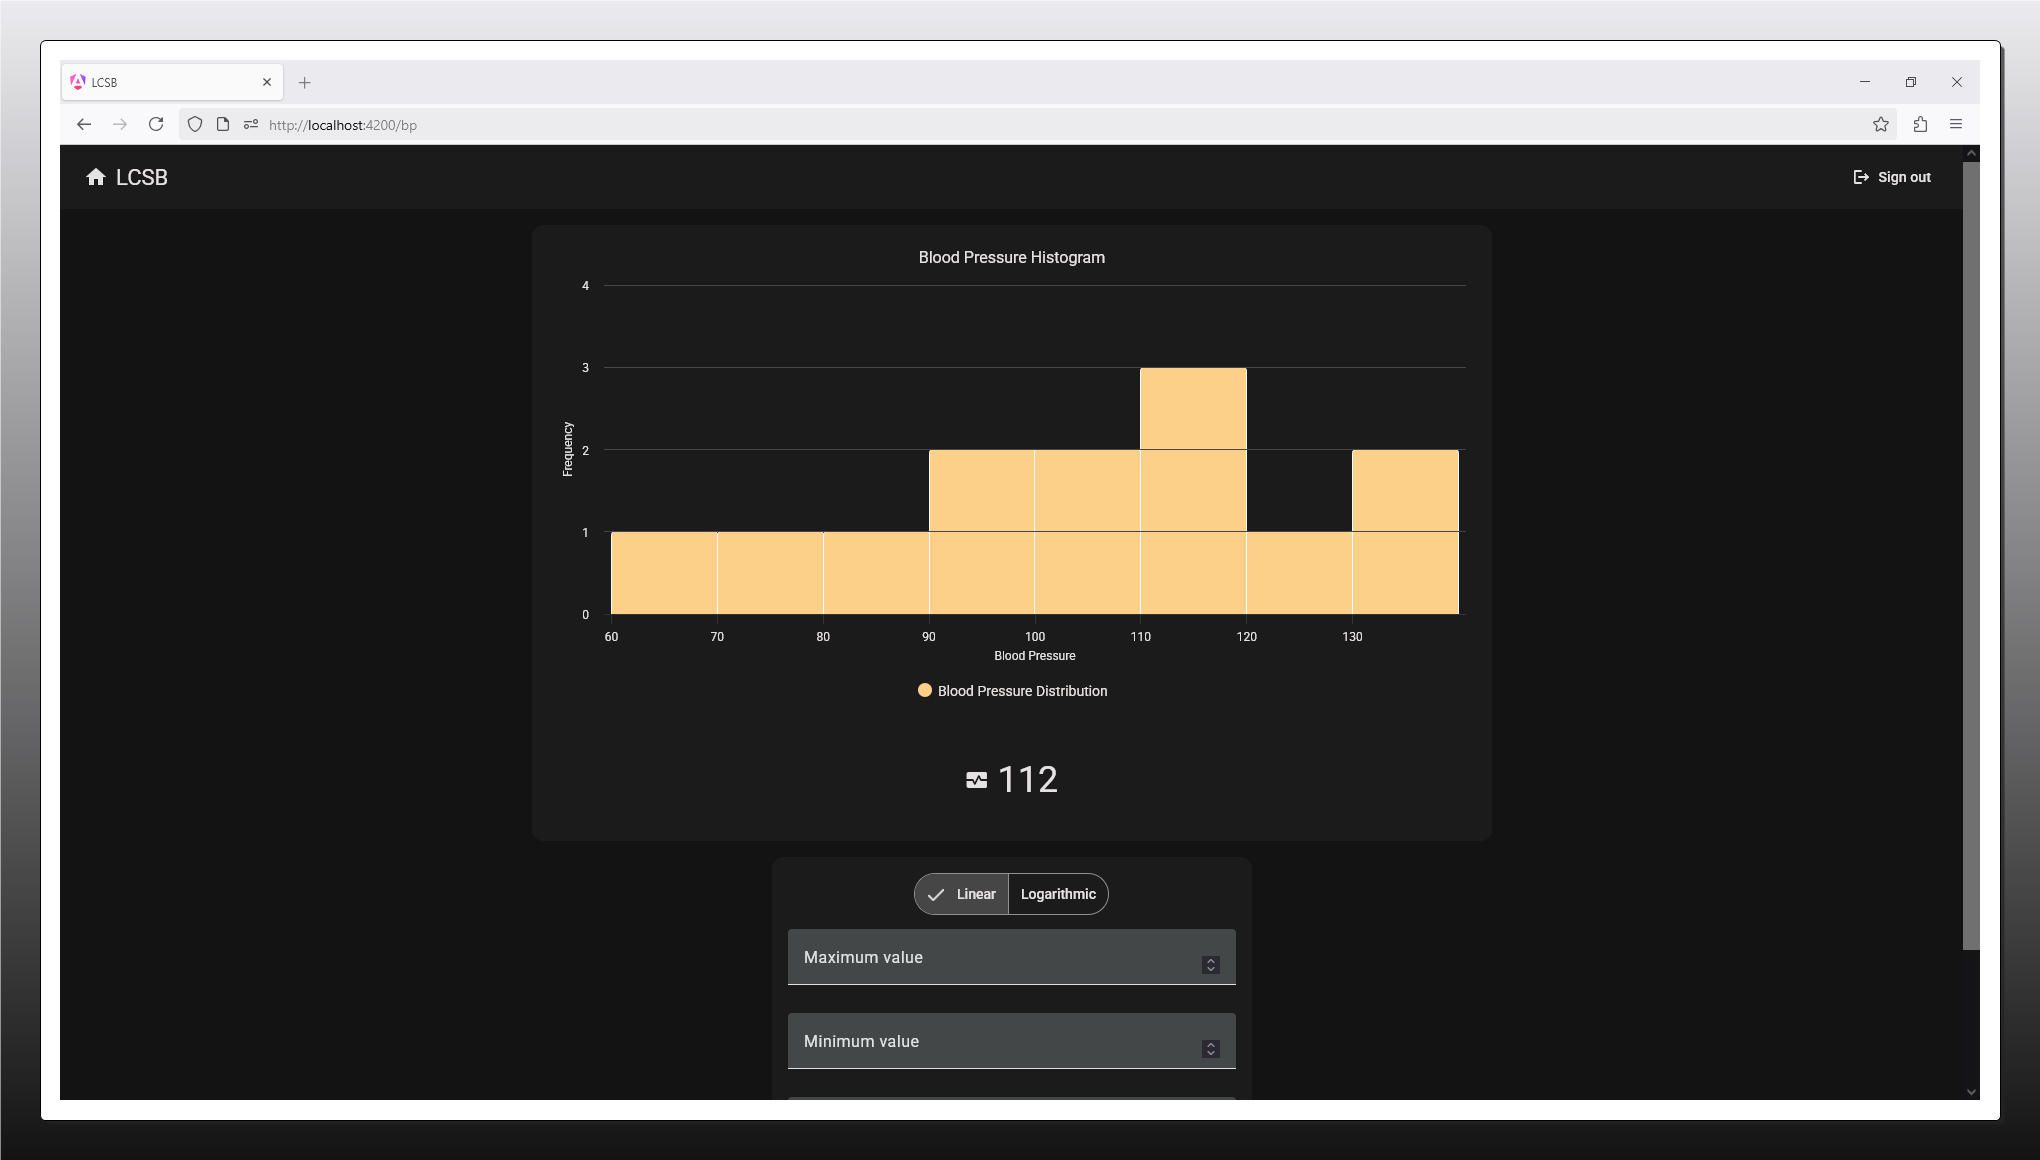 LCSB
http://localhost:4200/bp
LCSB
Sign out
Blood Pressure Histogram
4
3
2
1
0
Frequency
60 70 80 90 100 110 120 130
Blood Pressure
Blood Pressure Distribution
112
Linear Logarithmic
Maximum value
Minimum value